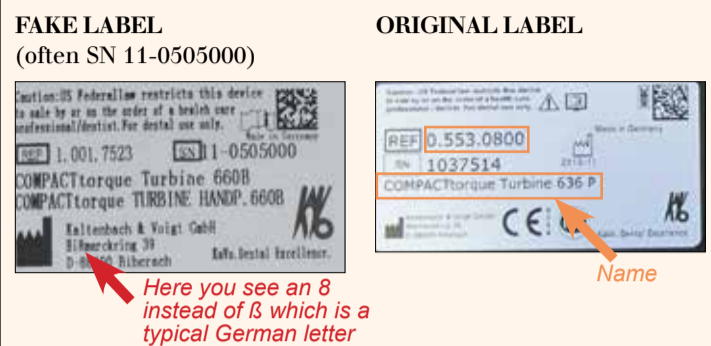 FAKE LABEL
(often SN 11-0505000)
Caution:US Federallaw restricts this device
to sale by or on the order of a health care
professional/dentist.For dental use only.
Made in Germany
REF 1.001.7523 SN 11-0505000
COMPACTtorque Turbine 660B
COMPACTtorque TURBINE HANDP.660B
Kaltenbach & Voigt GmbH
39
Biberach
KaVo.Dental Excellence.
Here you see an 8
instead of ß which is a
typical German letter
ORIGINAL LABEL
Made in Germany
REF 0.553.0800
SN 1037514
COMPACTtorque Turbine 636 P
CE
KaVo. Dental Excellence
Name